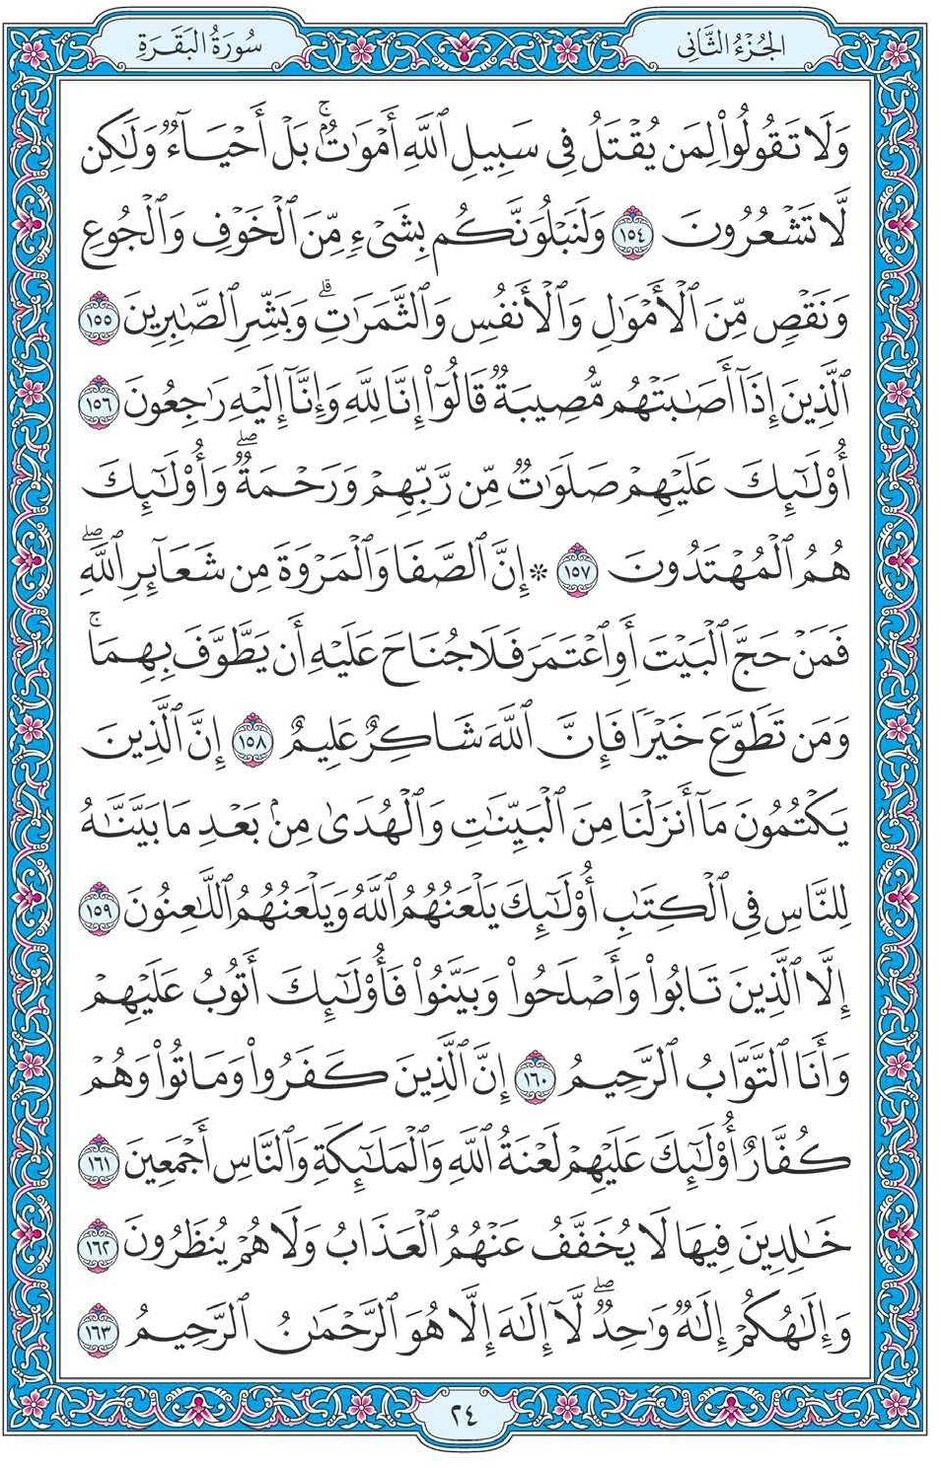 الجُزْءُ الثَّانِي
سُورَةُ البَقَرَةِ
وَلَا تَقُولُواْ لِمَن يُقۡتَلُ فِي سَبِيلِ ٱللَّهِ أَمۡوَٰتُۢۚ بَلۡ أَحۡيَآءٞ وَلَٰكِن
لَّا تَشۡعُرُونَ ١٥٤ وَلَنَبۡلُوَنَّكُم بِشَيۡءٖ مِّنَ ٱلۡخَوۡفِ وَٱلۡجُوعِ
وَنَقۡصٖ مِّنَ ٱلۡأَمۡوَٰلِ وَٱلۡأَنفُسِ وَٱلثَّمَرَٰتِۗ وَبَشِّرِ ٱلصَّٰبِرِينَ ١٥٥
ٱلَّذِينَ إِذَآ أَصَٰبَتۡهُم مُّصِيبَةٞ قَالُوٓاْ إِنَّا لِلَّهِ وَإِنَّآ إِلَيۡهِ رَٰجِعُونَ ١٥٦
أُوْلَٰٓئِكَ عَلَيۡهِمۡ صَلَوَٰتٞ مِّن رَّبِّهِمۡ وَرَحۡمَةٞۖ وَأُوْلَٰٓئِكَ
هُمُ ٱلۡمُهۡتَدُونَ ١٥٧ * إِنَّ ٱلصَّفَا وَٱلۡمَرۡوَةَ مِن شَعَآئِرِ ٱللَّهِۖ
فَمَنۡ حَجَّ ٱلۡبَيۡتَ أَوِ ٱعۡتَمَرَ فَلَا جُنَاحَ عَلَيۡهِ أَن يَطَّوَّفَ بِهِمَاۚ
وَمَن تَطَوَّعَ خَيۡرٗا فَإِنَّ ٱللَّهَ شَاكِرٌ عَلِيمٌ ١٥٨ إِنَّ ٱلَّذِينَ
يَكۡتُمُونَ مَآ أَنزَلۡنَا مِنَ ٱلۡبَيِّنَٰتِ وَٱلۡهُدَىٰ مِنۢ بَعۡدِ مَا بَيَّنَّٰهُ
لِلنَّاسِ فِي ٱلۡكِتَٰبِ أُوْلَٰٓئِكَ يَلۡعَنُهُمُ ٱللَّهُ وَيَلۡعَنُهُمُ ٱللَّٰعِنُونَ ١٥٩
إِلَّا ٱلَّذِينَ تَابُواْ وَأَصۡلَحُواْ وَبَيَّنُواْ فَأُوْلَٰٓئِكَ أَتُوبُ عَلَيۡهِمۡ
وَأَنَا ٱلتَّوَّابُ ٱلرَّحِيمُ ١٦٠ إِنَّ ٱلَّذِينَ كَفَرُواْ وَمَاتُواْ وَهُمۡ
كُفَّارٌ أُوْلَٰٓئِكَ عَلَيۡهِمۡ لَعۡنَةُ ٱللَّهِ وَٱلۡمَلَٰٓئِكَةِ وَٱلنَّاسِ أَجۡمَعِينَ ١٦١
خَٰلِدِينَ فِيهَا لَا يُخَفَّفُ عَنۡهُمُ ٱلۡعَذَابُ وَلَا هُمۡ يُنظَرُونَ ١٦٢
وَإِلَٰهُكُمۡ إِلَٰهٞ وَٰحِدٞۖ لَّآ إِلَٰهَ إِلَّا هُوَ ٱلرَّحۡمَٰنُ ٱلرَّحِيمُ ١٦٣
٢٤